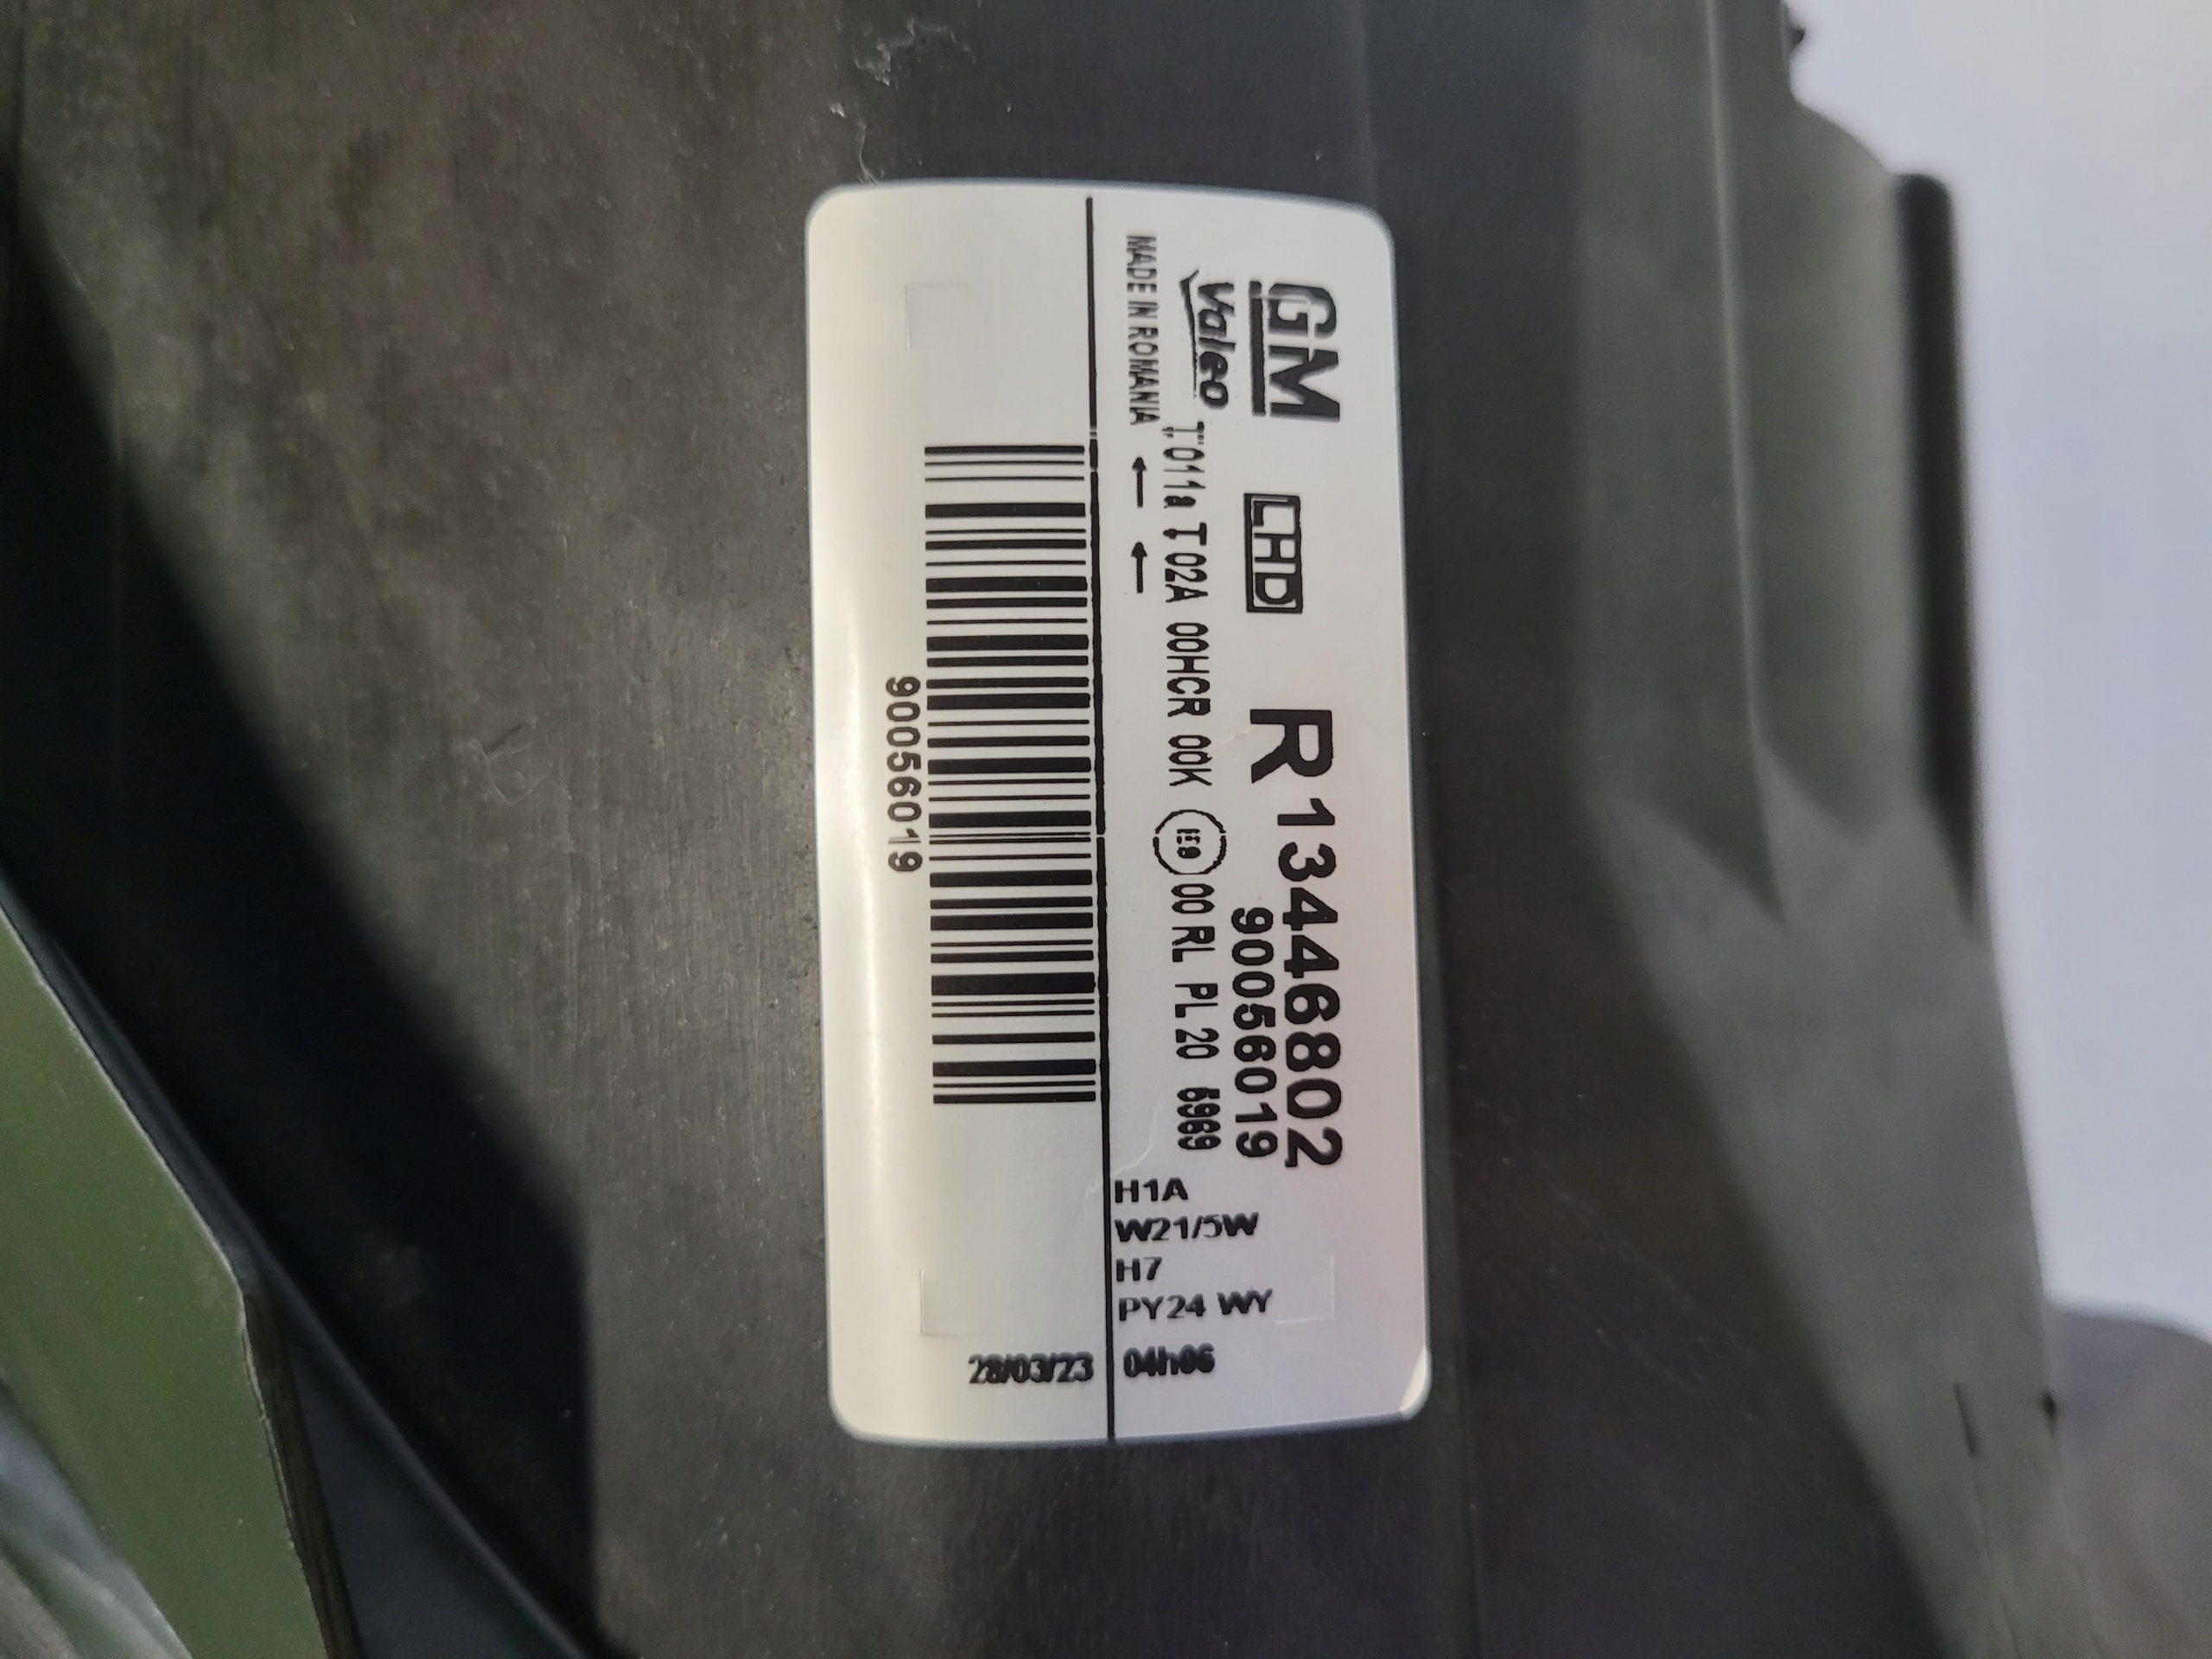 GM LHD R 13446802
Valeo 90056019
T011a T02A 00HCR 00K E9 00 RL PL 20 5969
MADE IN ROMANIA ← ←
90056019
H1A
W21/5W
H7
PY24 WY
28/03/23 04h06